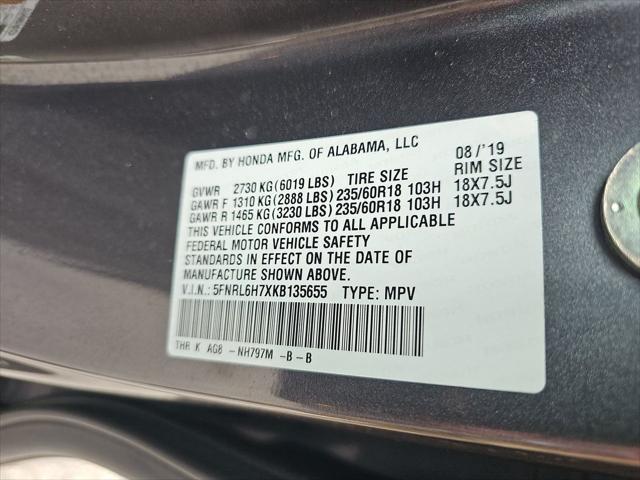 MFD. BY HONDA MFG. OF ALABAMA, LLC 08/'19
GVWR 2730 KG (6019 LBS) TIRE SIZE RIM SIZE
GAWR F 1310 KG (2888 LBS) 235/60R18 103H 18X7.5J
GAWR R 1465 KG (3230 LBS) 235/60R18 103H 18X7.5J
THIS VEHICLE CONFORMS TO ALL APPLICABLE
FEDERAL MOTOR VEHICLE SAFETY
STANDARDS IN EFFECT ON THE DATE OF
MANUFACTURE SHOWN ABOVE.
V.I.N.: 5FNRL6H7XKB135655 TYPE: MPV
THR K AG8 - NH797M - B - B